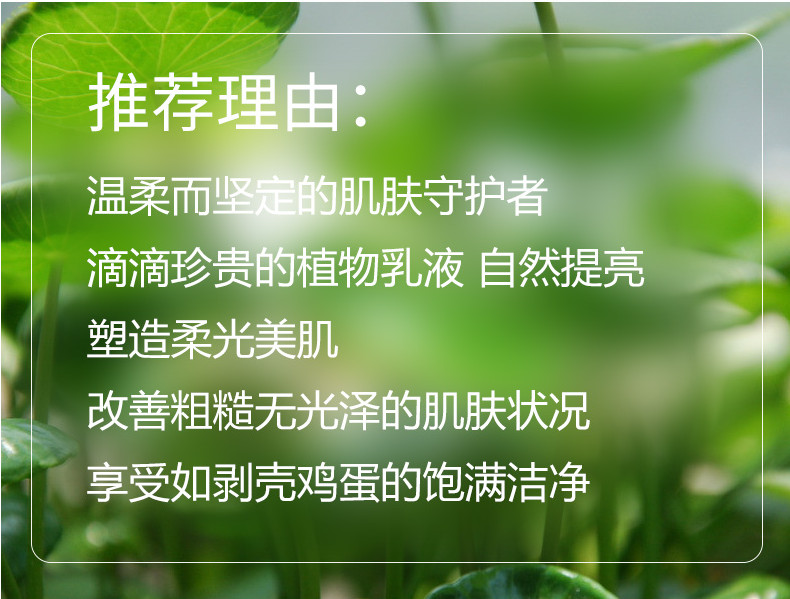 推荐理由：
温柔而坚定的肌肤守护者
滴滴珍贵的植物乳液 自然提亮
塑造柔光美肌
改善粗糙无光泽的肌肤状况
享受如剥壳鸡蛋的饱满洁净